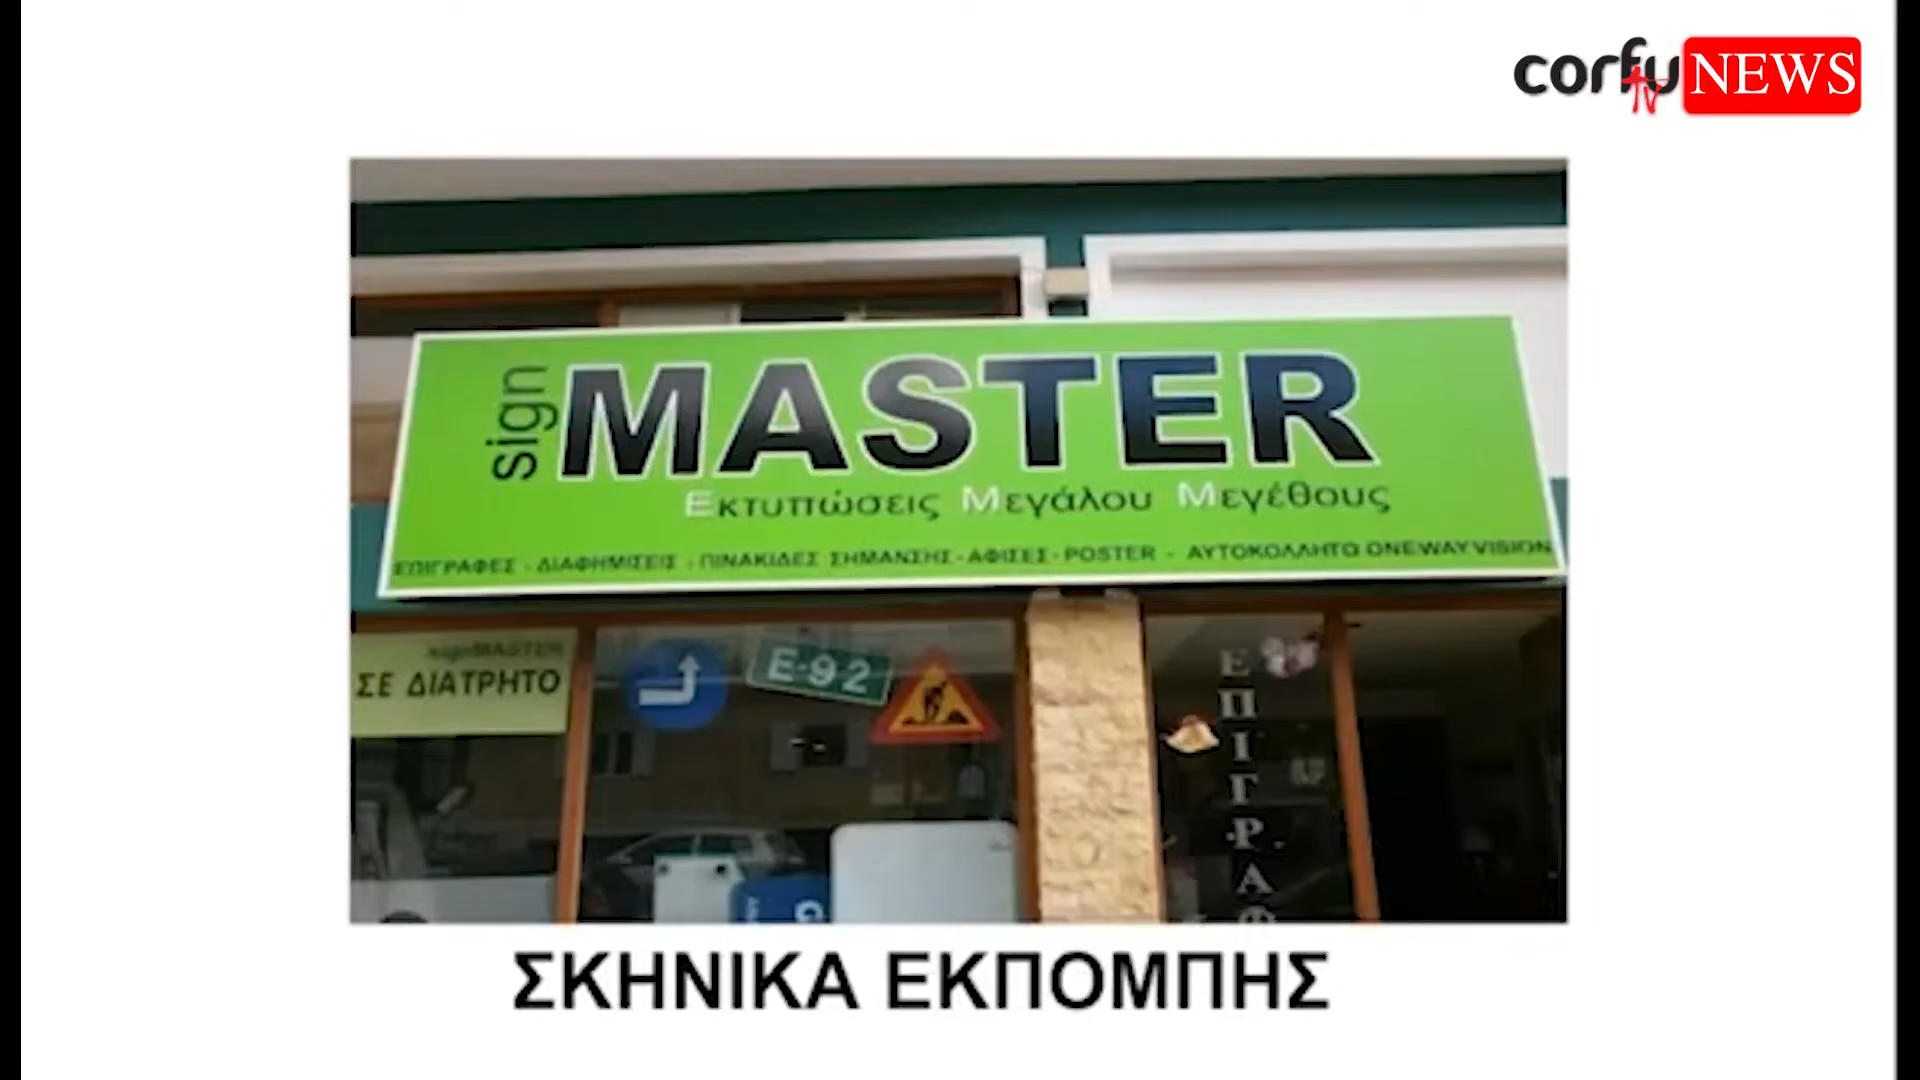 corfu TV NEWS
sign MASTER
Εκτυπώσεις Μεγάλου Μεγέθους
ΕΠΙΓΡΑΦΕΣ - ΔΙΑΦΗΜΙΣΕΙΣ - ΠΙΝΑΚΙΔΕΣ ΣΗΜΑΝΣΗΣ - ΑΦΙΣΕΣ - POSTER - ΑΥΤΟΚΟΛΛΗΤΟ ONEWAYVISION
signMASTER
ΣΕ ΔΙΑΤΡΗΤΟ
E-92
ΕΠΙΓΡΑΦ
ΣΚΗΝΙΚΑ ΕΚΠΟΜΠΗΣ